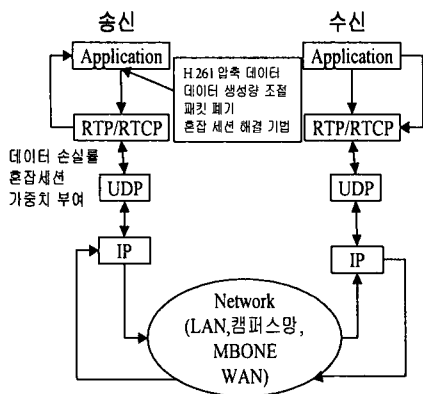 송신
수신
Application
H.261 압축 데이터
데이터 생성량 조절
패킷 폐기
혼잡 세션 해결 기법
Application
RTP/RTCP
RTP/RTCP
데이터 손실률
혼잡세션
가중치 부여
UDP
UDP
IP
IP
Network
(LAN,캠퍼스망,
MBONE
WAN)